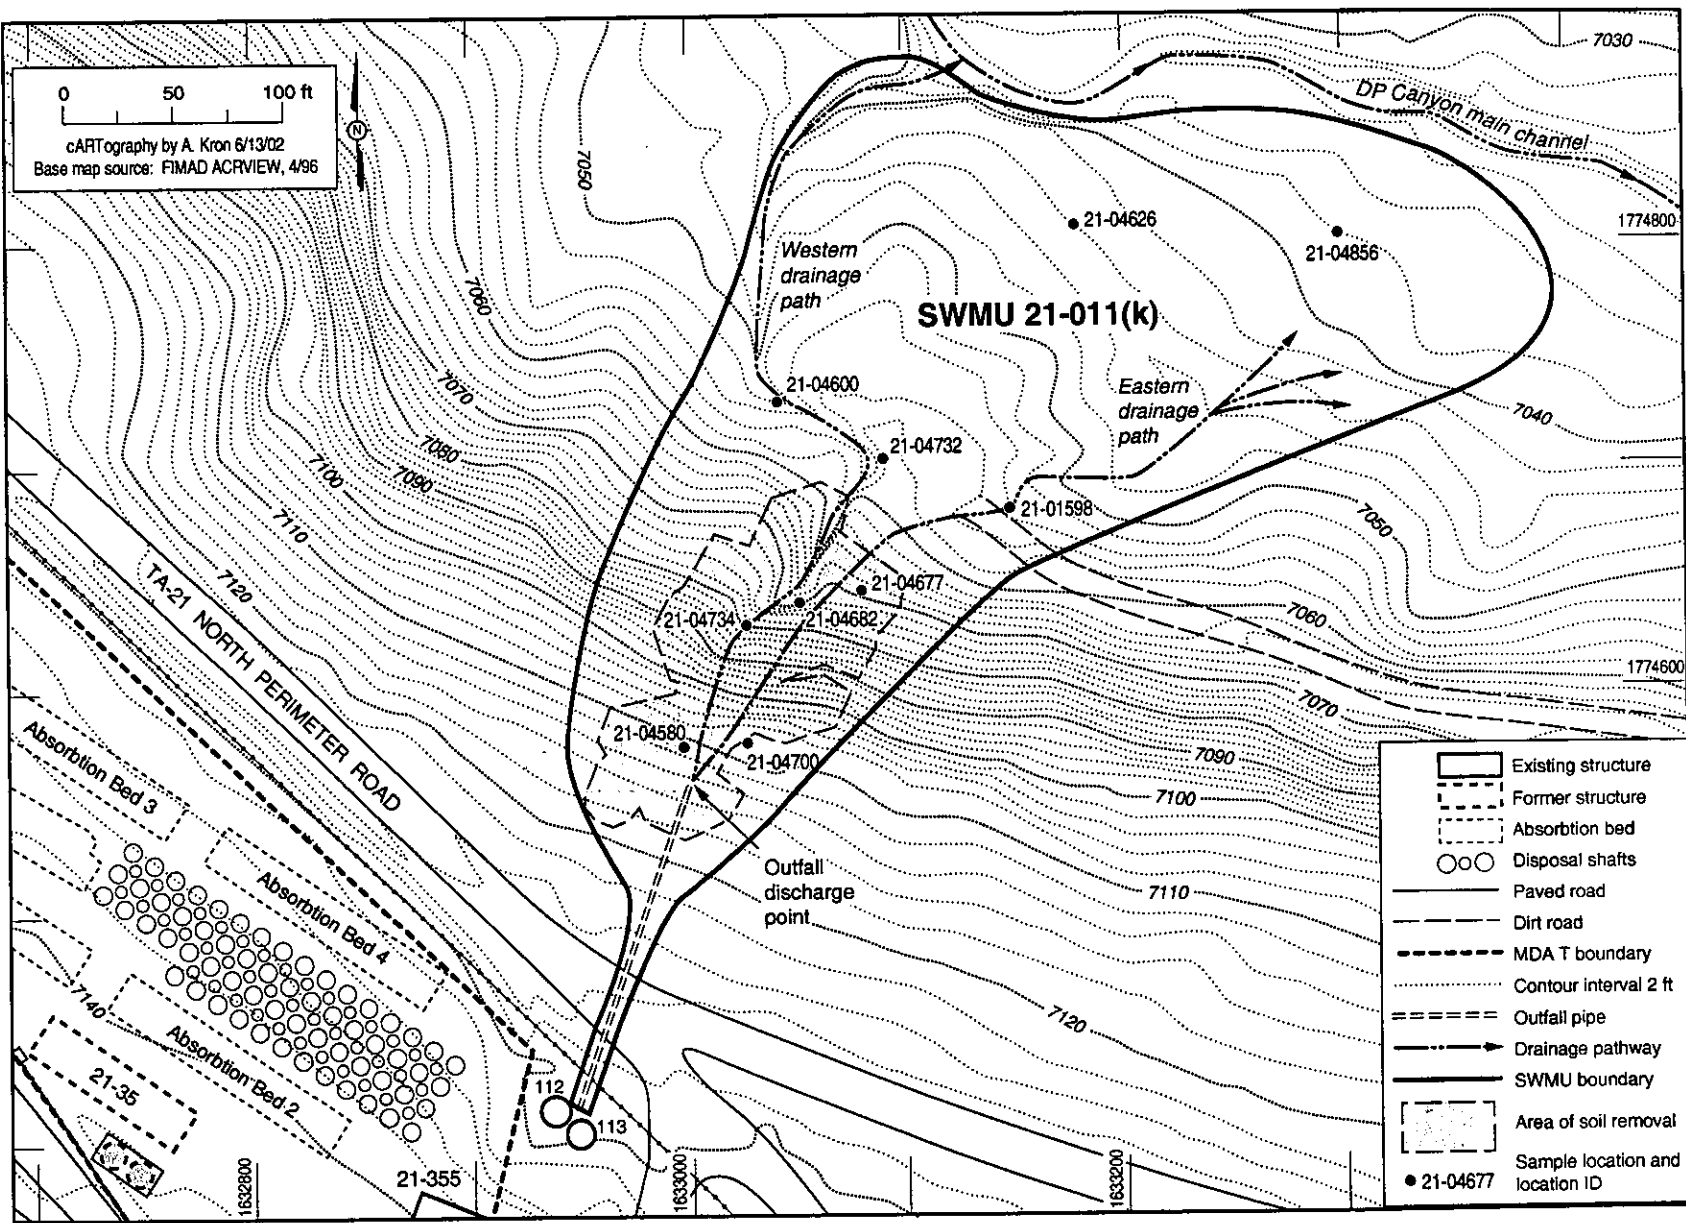 0 50 100 ft
cARTography by A. Kron 6/13/02
Base map source: FIMAD ACRVIEW, 4/96
N
7030
DP Canyon main channel
7050
1774800
21-04626
21-04856
Western
drainage
path
7060
SWMU 21-011(k)
7070
21-04600
Eastern
drainage
path
7040
7080
21-04732
7090
7100
21-01598
7050
7110
7120
21-04677
21-04734
21-04682
7060
TA-21 NORTH PERIMETER ROAD
1774600
7070
21-04580
21-04700
7090
7100
Absorbtion Bed 3
Outfall
discharge
point
7110
Absorbtion Bed 4
7120
7140
Absorbtion Bed 2
21-35
112
113
21-355
1632800
1633000
1633200
Existing structure
Former structure
Absorbtion bed
Disposal shafts
Paved road
Dirt road
MDA T boundary
Contour interval 2 ft
Outfall pipe
Drainage pathway
SWMU boundary
Area of soil removal
21-04677 Sample location and
location ID